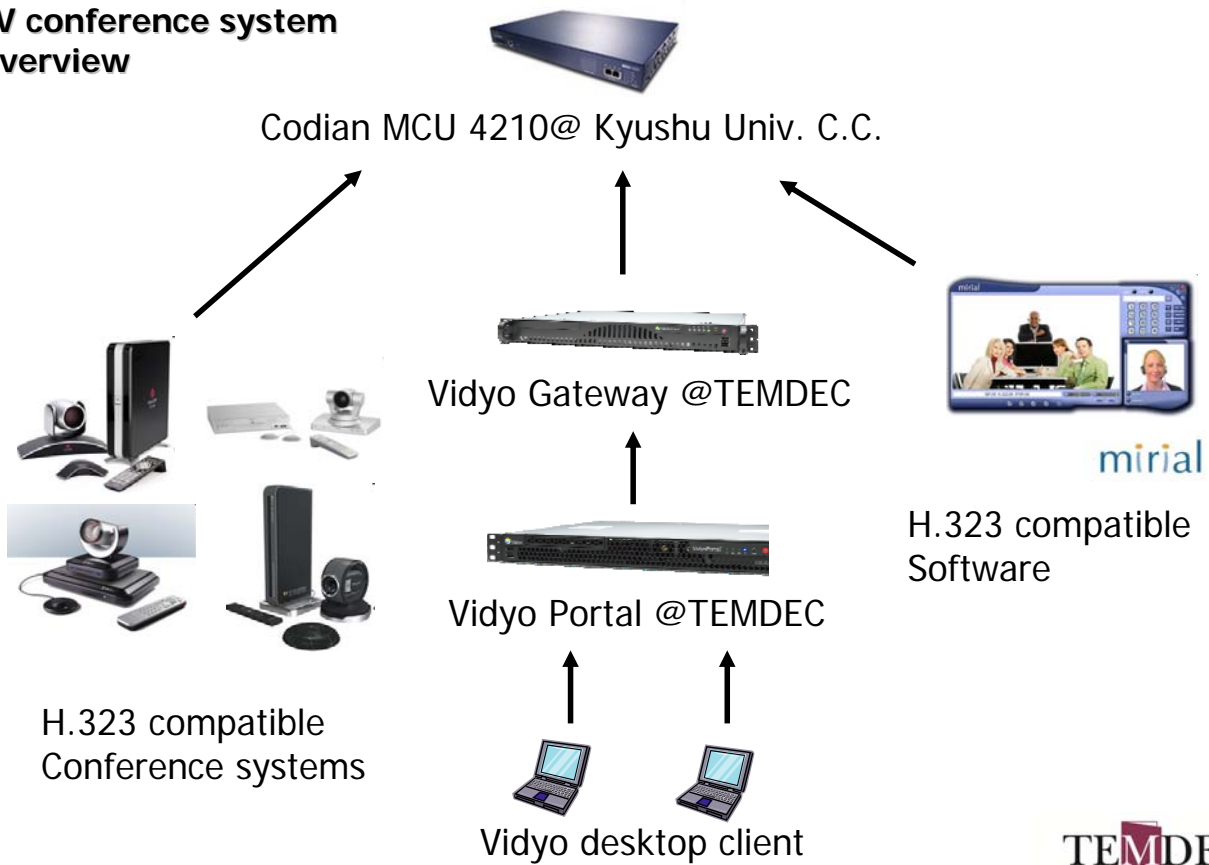 V conference system
verview
Codian MCU 4210@ Kyushu Univ. C.C.
mirial
Vidyo Gateway @TEMDEC
mirial
H.323 compatible
Software
Vidyo Portal @TEMDEC
H.323 compatible
Conference systems
Vidyo desktop client